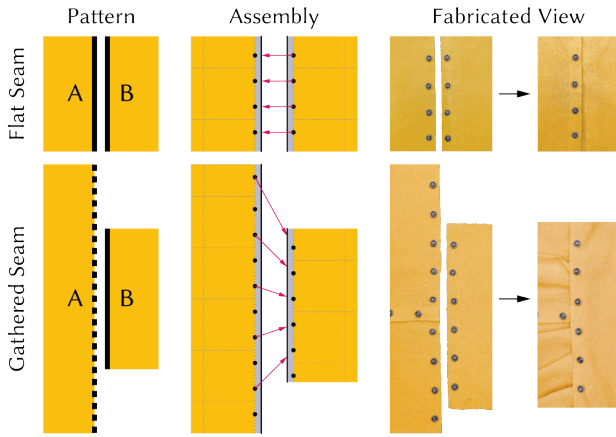 Pattern
Assembly
Fabricated View
Flat Seam
A
B
Gathered Seam
A
B